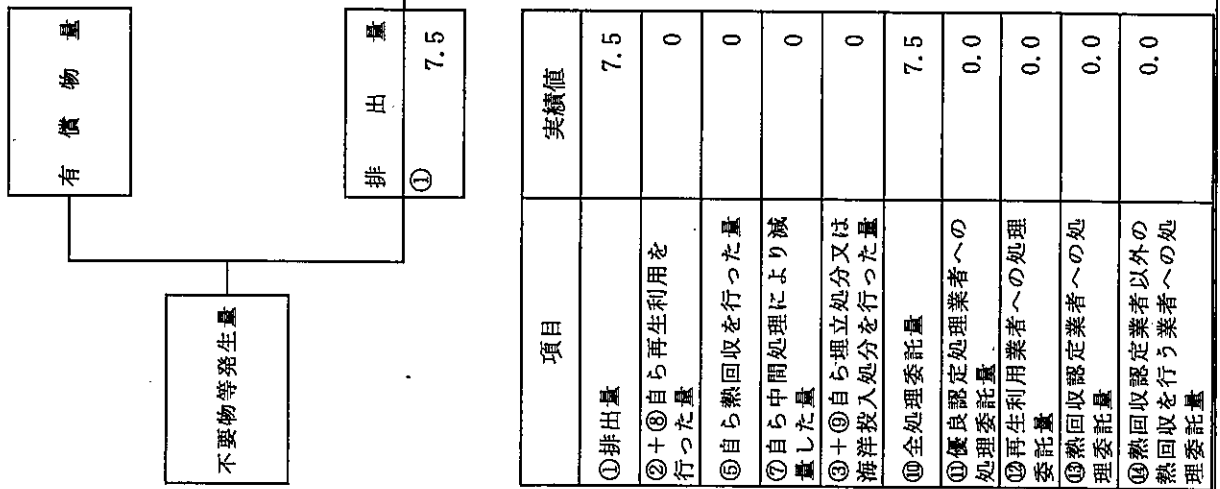 有償物量
不要物等発生量
排出量
① 7.5
項目 実績値
①排出量 7.5
②+⑧自ら再生利用を
行った量 0
⑤自ら熱回収を行った量 0
⑦自ら中間処理により減
量した量 0
③+⑨自ら埋立処分又は
海洋投入処分を行った量 0
⑩全処理委託量 7.5
⑪優良認定処理業者への
処理委託量 0.0
⑫再生利用業者への処理
委託量 0.0
⑬熱回収認定業者への処
理委託量 0.0
⑭熱回収認定業者以外の
熱回収を行う業者への処
理委託量 0.0